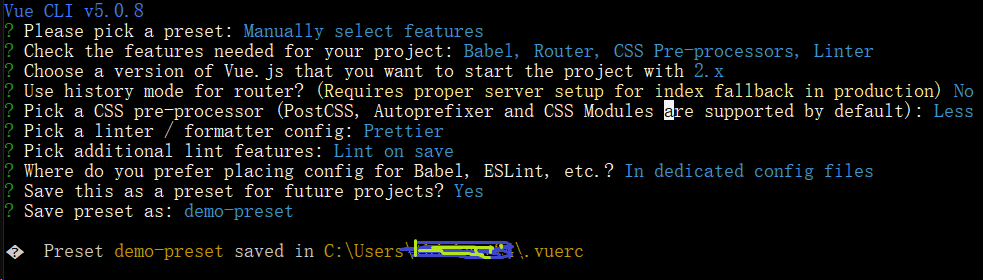 Vue CLI v5.0.8
? Please pick a preset: Manually select features
? Check the features needed for your project: Babel, Router, CSS Pre-processors, Linter
? Choose a version of Vue.js that you want to start the project with 2.x
? Use history mode for router? (Requires proper server setup for index fallback in production) No
? Pick a CSS pre-processor (PostCSS, Autoprefixer and CSS Modules are supported by default): Less
? Pick a linter / formatter config: Prettier
? Pick additional lint features: Lint on save
? Where do you prefer placing config for Babel, ESLint, etc.? In dedicated config files
? Save this as a preset for future projects? Yes
? Save preset as: demo-preset
� Preset demo-preset saved in C:\Users\ \.vuerc